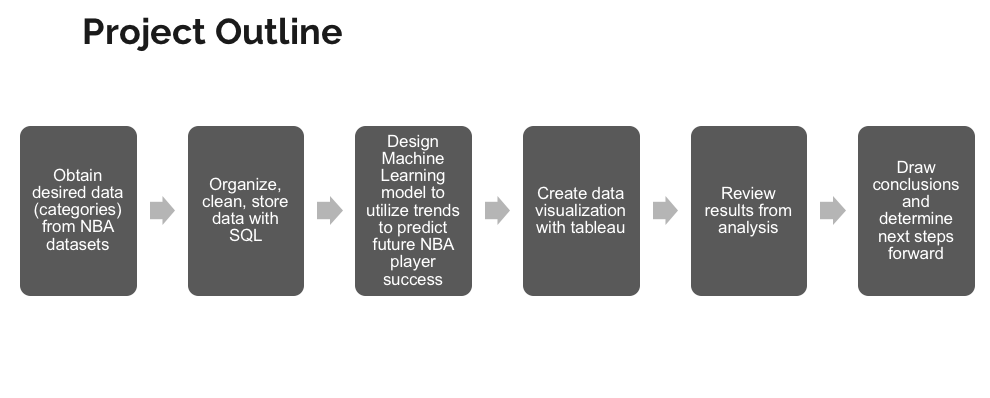 Project Outline
Obtain
desired data
(categories)
from NBA
datasets
Organize,
clean, store
data with
SQL
Design
Machine
Learning
model to
utilize trends
to predict
future NBA
player
success
Create data
visualization
with tableau
Review
results from
analysis
Draw
conclusions
and
determine
next steps
forward